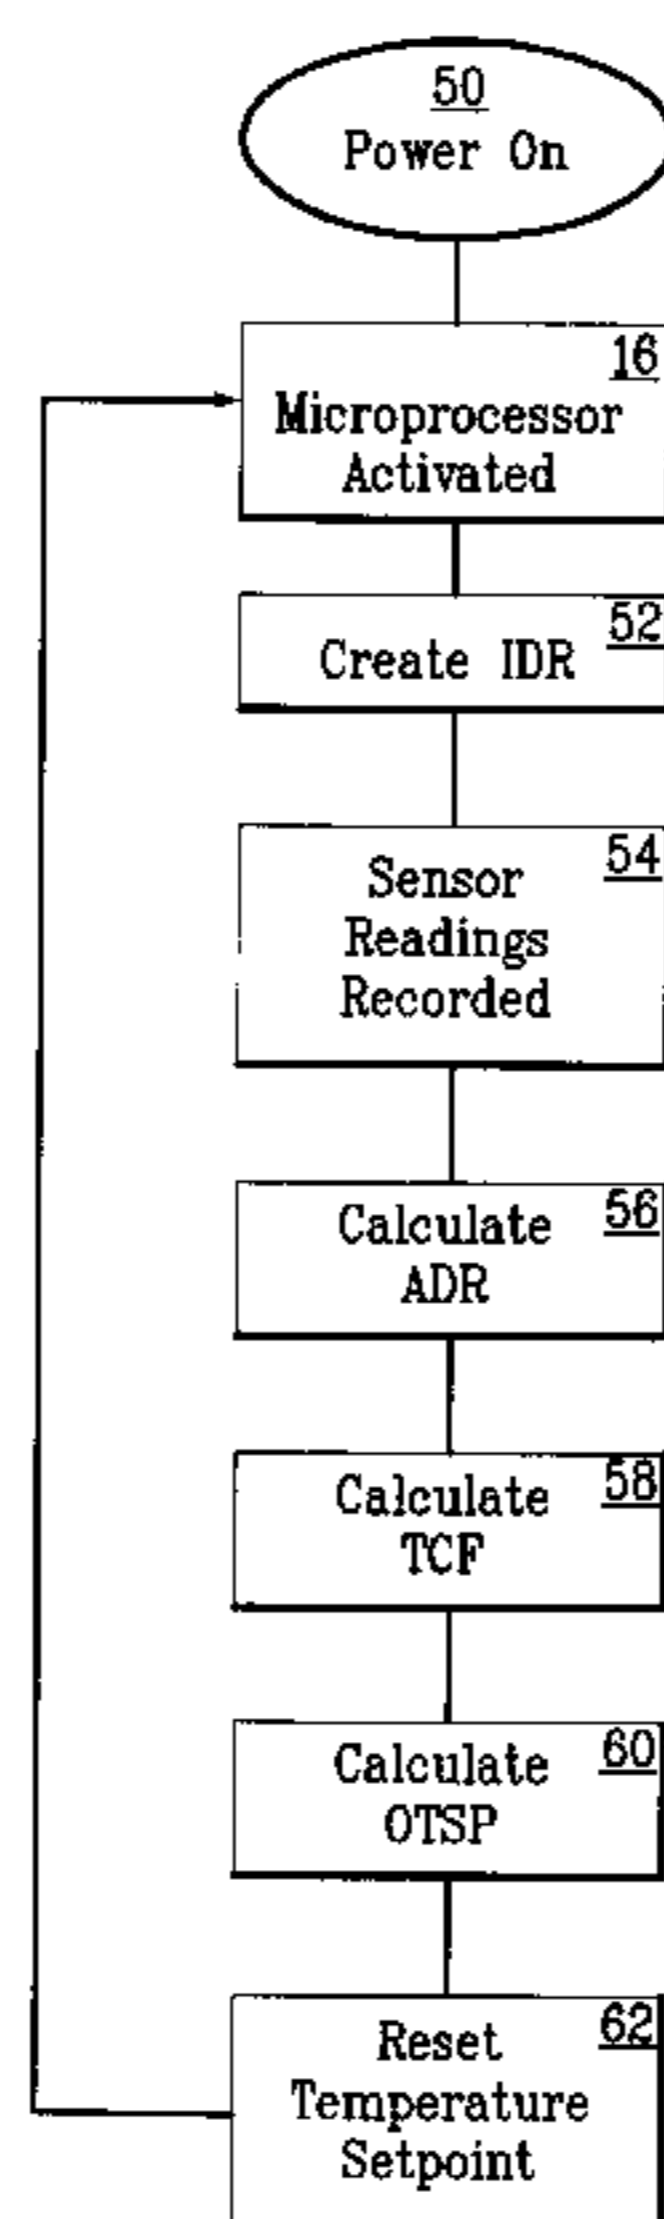 50
Power On
16
Microprocessor
Activated
52
Create IDR
54
Sensor
Readings
Recorded
56
Calculate
ADR
58
Calculate
TCF
60
Calculate
OTSP
62
Reset
Temperature
Setpoint